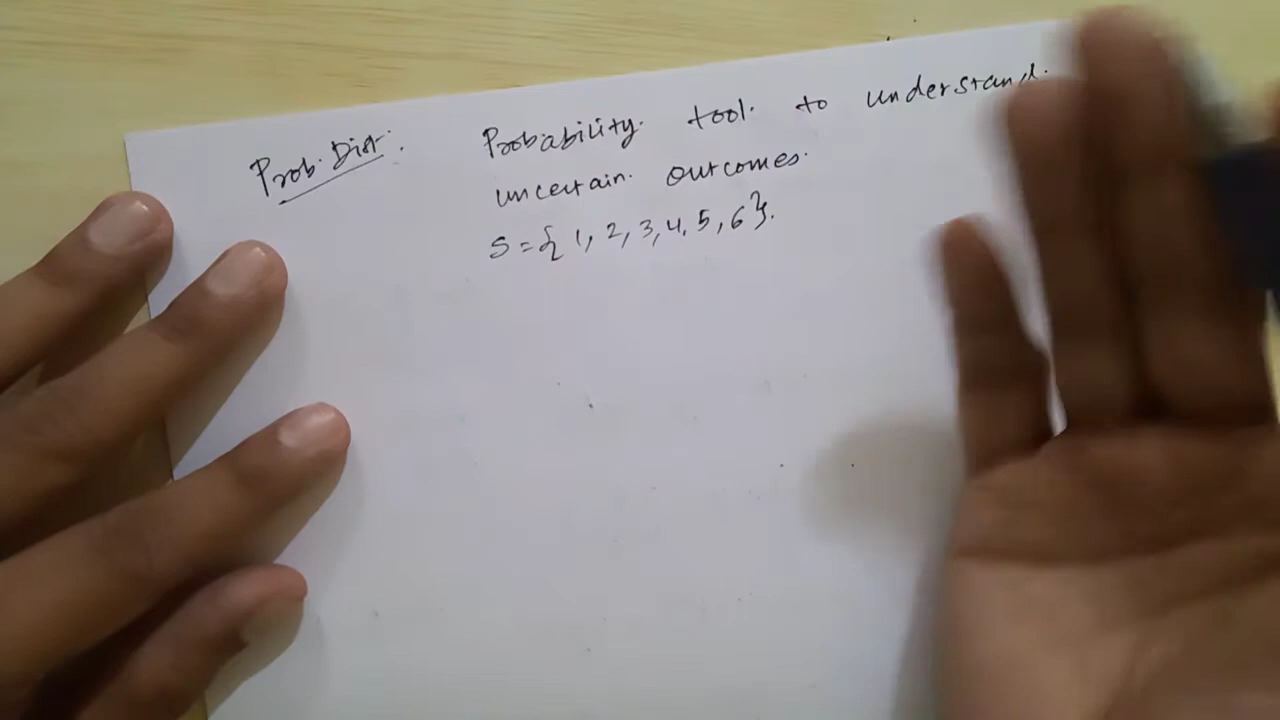 Prob. Dist: Probability tool to understand.
uncertain. outcomes.
S = { 1, 2, 3, 4, 5, 6 }.